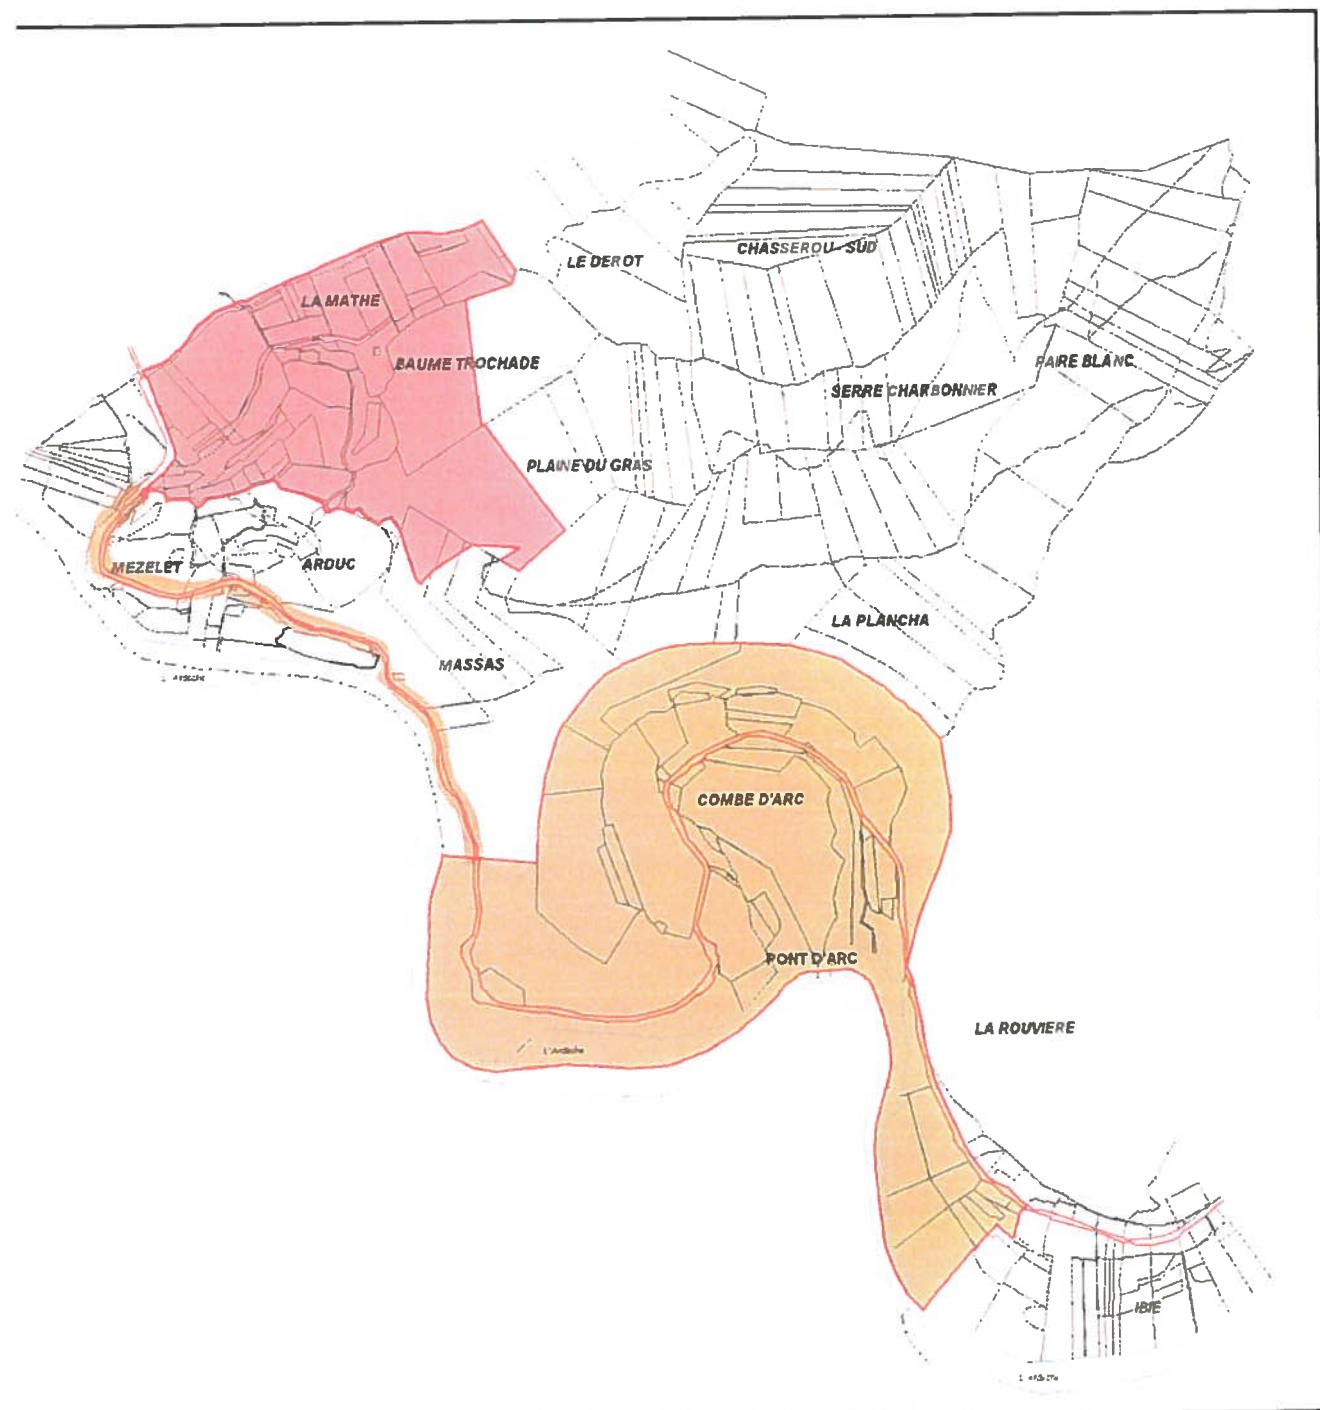 CHASSEROU-SUD
LE DEROT
LA MATHE
BAUME TROCHADE
PAIRE BLANC
SERRE CHARBONNIER
PLAINE DU GRAS
MEZELET
ARDUC
LA PLANCHA
MASSAS
COMBE D'ARC
PONT D'ARC
LA ROUVIERE
L'Ardèche
IBIE